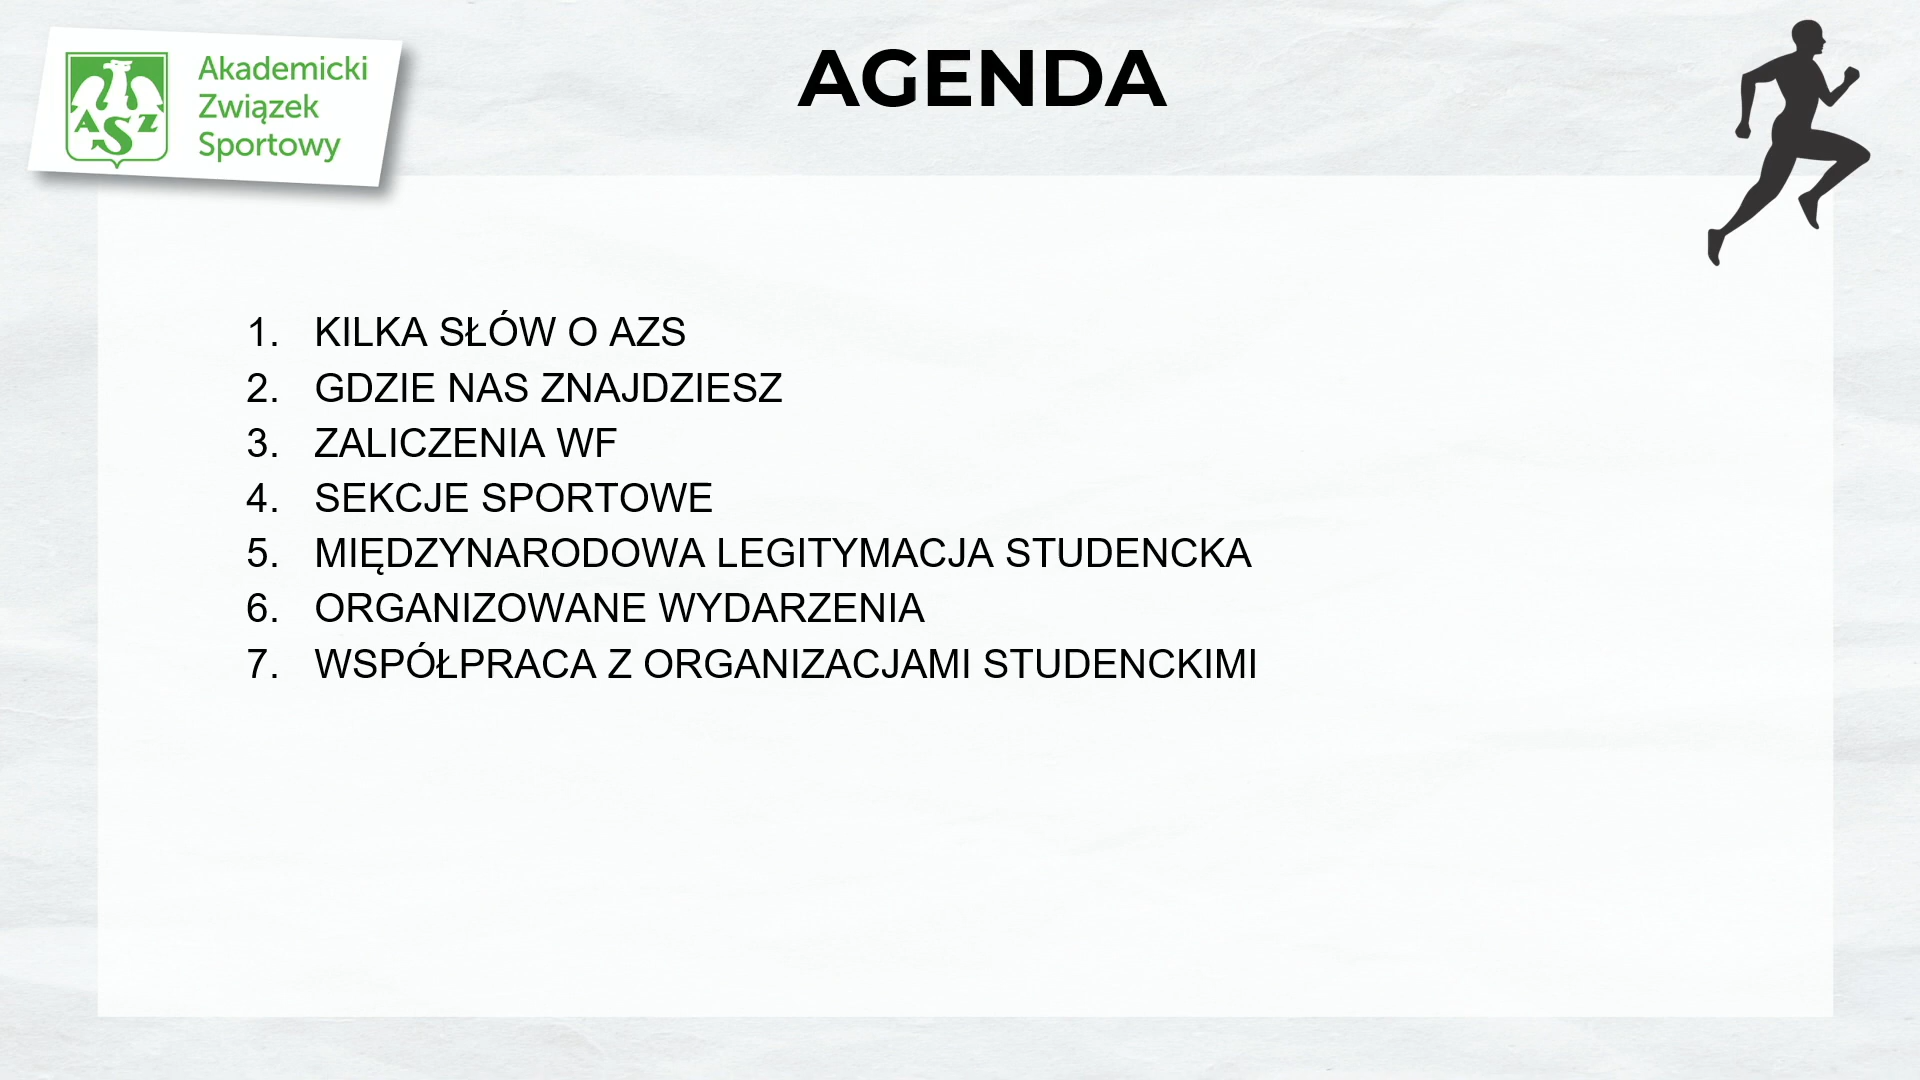 Akademicki
Związek
Sportowy
AZS
AGENDA
1. KILKA SŁÓW O AZS
2. GDZIE NAS ZNAJDZIESZ
3. ZALICZENIA WF
4. SEKCJE SPORTOWE
5. MIĘDZYNARODOWA LEGITYMACJA STUDENCKA
6. ORGANIZOWANE WYDARZENIA
7. WSPÓŁPRACA Z ORGANIZACJAMI STUDENCKIMI